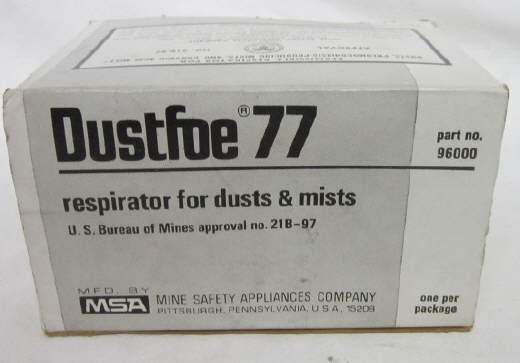 Dustfoe® 77
part no.
96000
respirator for dusts & mists
U.S. Bureau of Mines approval no. 21B-97
MFD. BY
MSA MINE SAFETY APPLIANCES COMPANY
PITTSBURGH, PENNSYLVANIA, U.S.A. 15208
one per
package